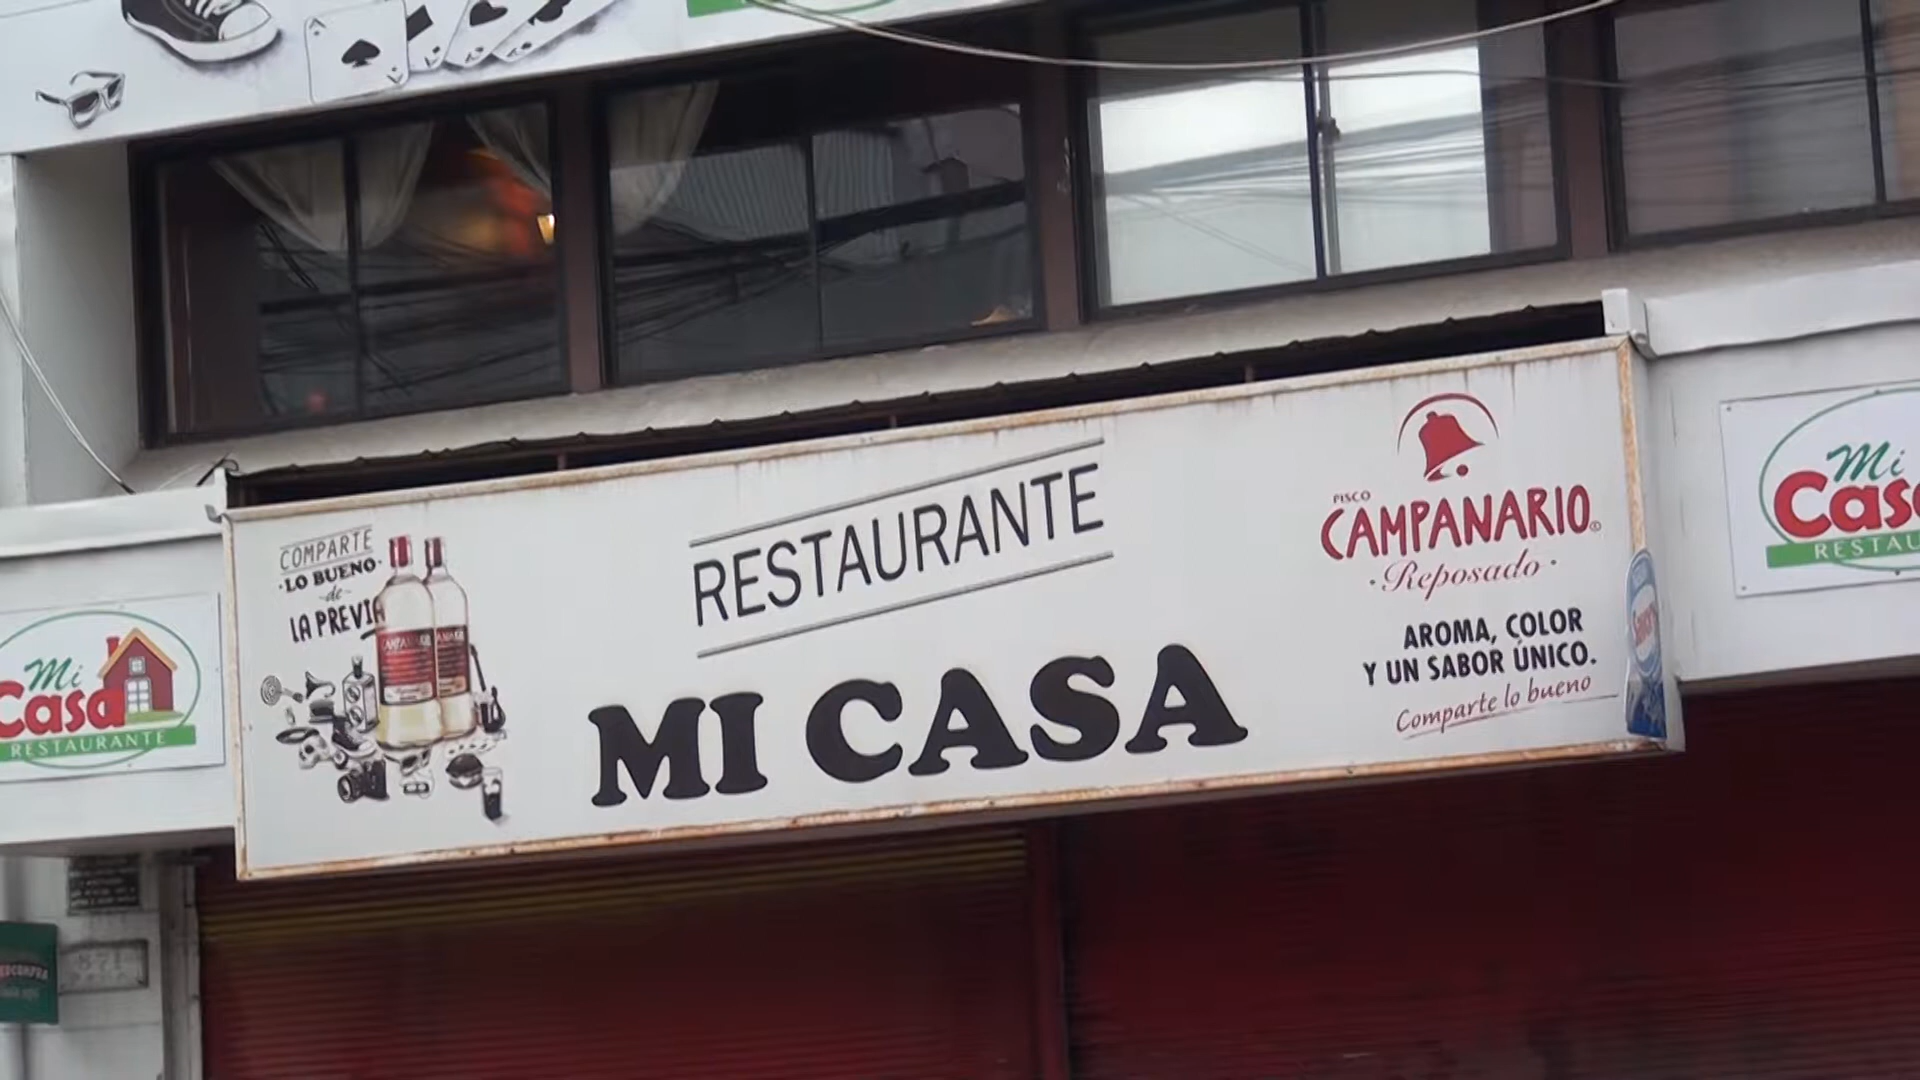 COMPARTE
·LO BUENO·
-de-
LA PREVIA
RESTAURANTE
MI CASA
PISCO
CAMPANARIO®
·Reposado·
AROMA, COLOR
Y UN SABOR ÚNICO.
Comparte lo bueno
Mi
Casa
RESTAURANTE
Mi
Cas
RESTAU